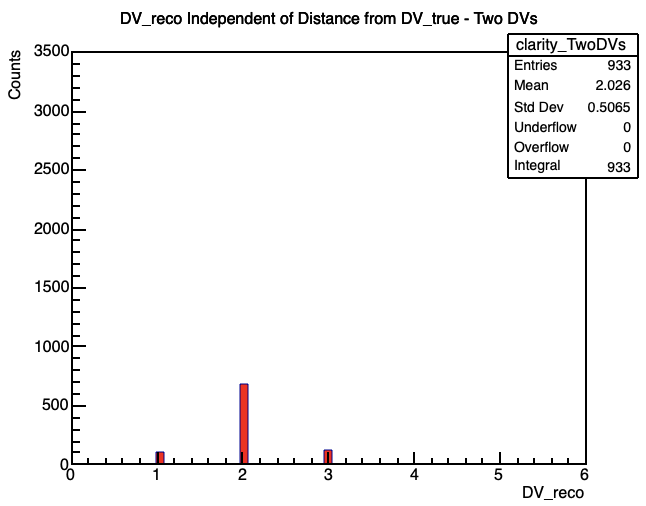 DV_reco Independent of Distance from DV_true - Two DVs
clarity_TwoDVs
Entries 933
Mean 2.026
Std Dev 0.5065
Underflow 0
Overflow 0
Integral 933
Counts
3500
3000
2500
2000
1500
1000
500
0
0 1 2 3 4 5 6
DV_reco